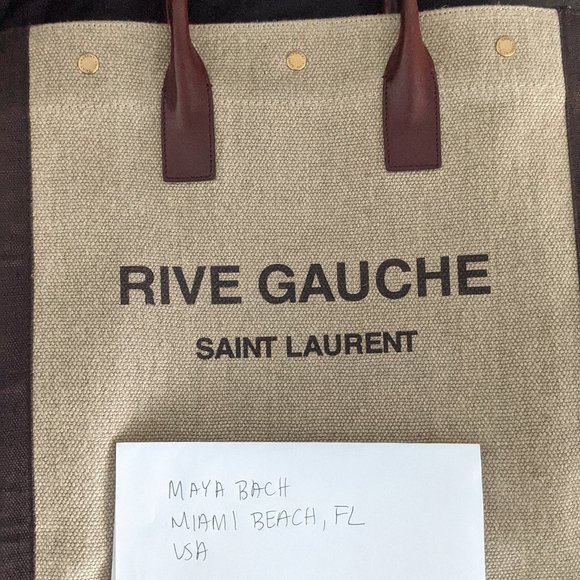 RIVE GAUCHE
SAINT LAURENT
MAYA BACH
MIAMI BEACH, FL
USA